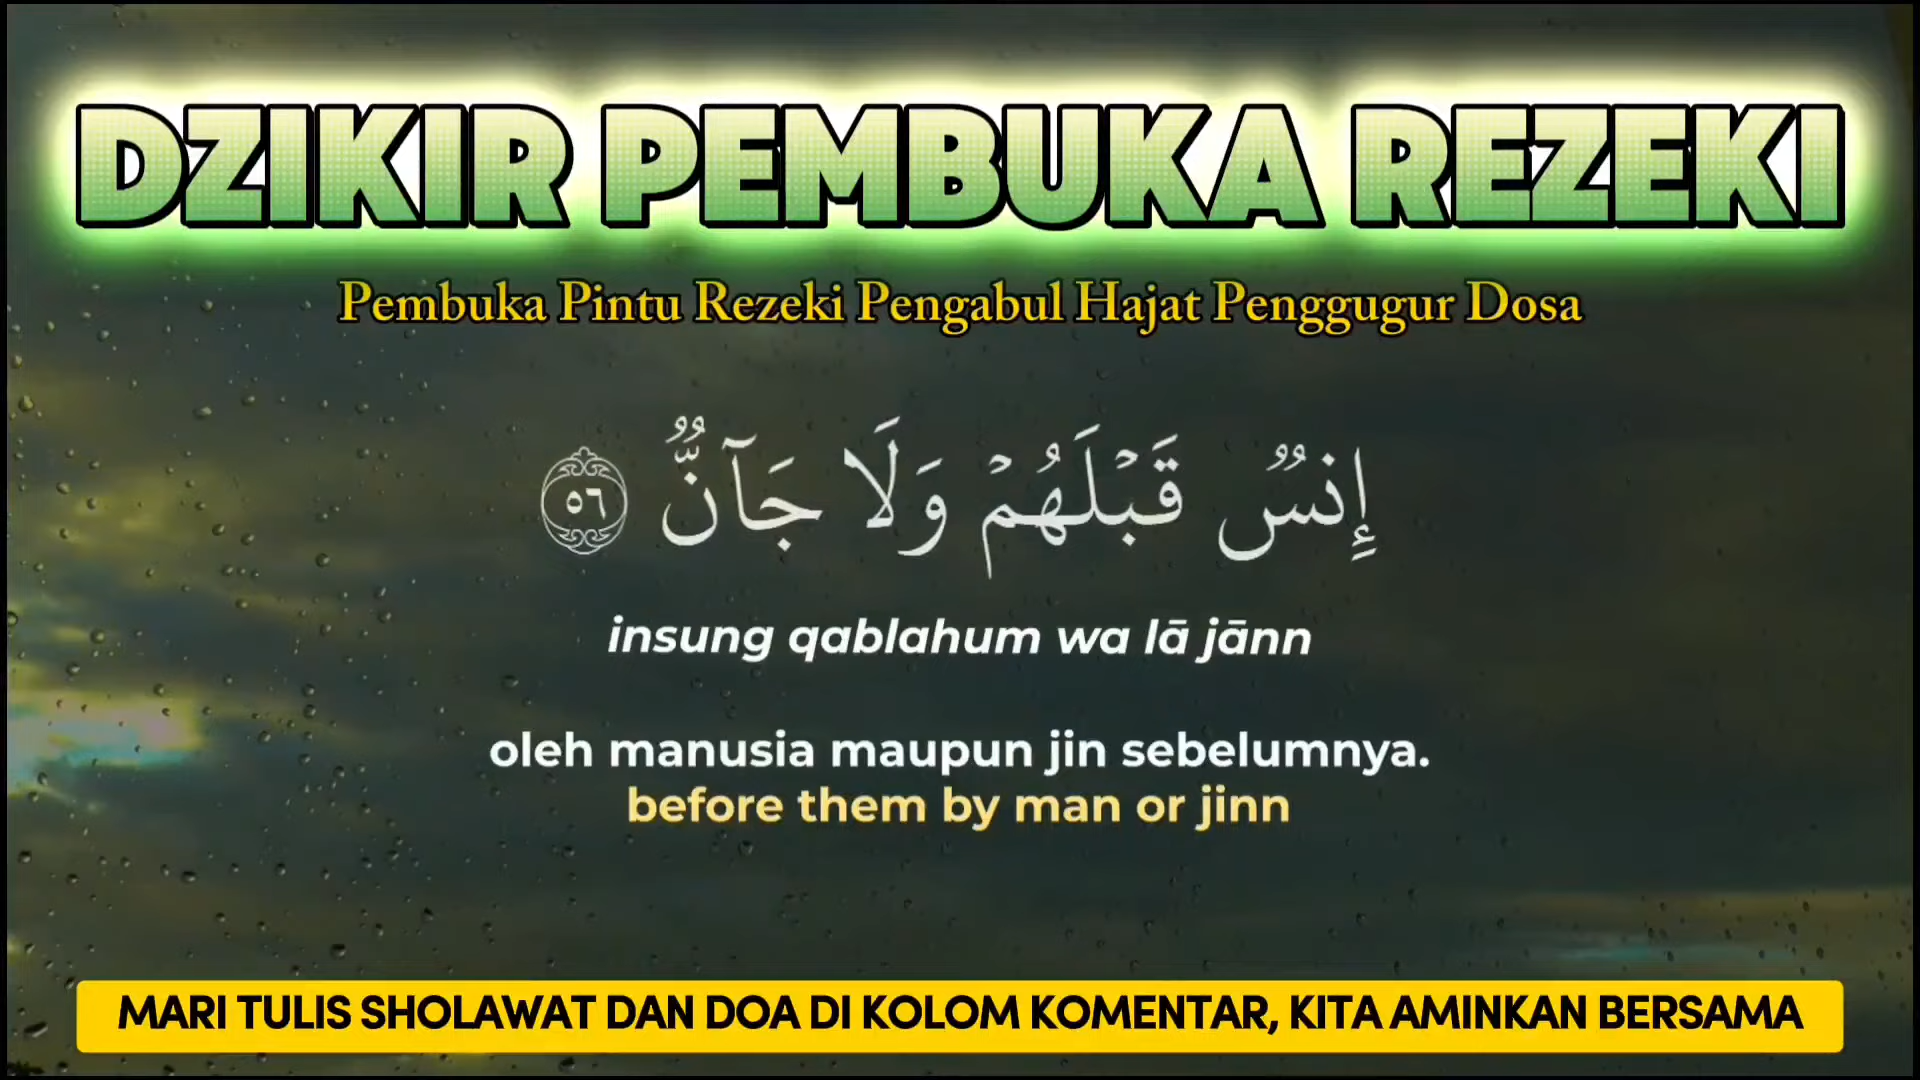 DZIKIR PEMBUKA REZEKI
Pembuka Pintu Rezeki Pengabul Hajat Penggugur Dosa
إِنسٌ قَبْلَهُمْ وَلَا جَآنٌّ ٥٦
insung qablahum wa lā jānn
oleh manusia maupun jin sebelumnya.
before them by man or jinn
MARI TULIS SHOLAWAT DAN DOA DI KOLOM KOMENTAR, KITA AMINKAN BERSAMA